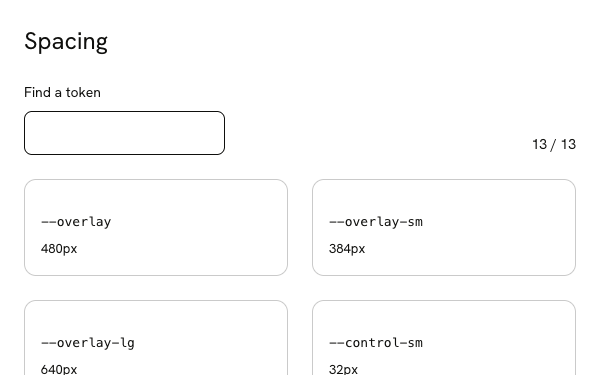 Spacing
Find a token
13 / 13
--overlay
480px
--overlay-sm
384px
--overlay-lg
640px
--control-sm
32px